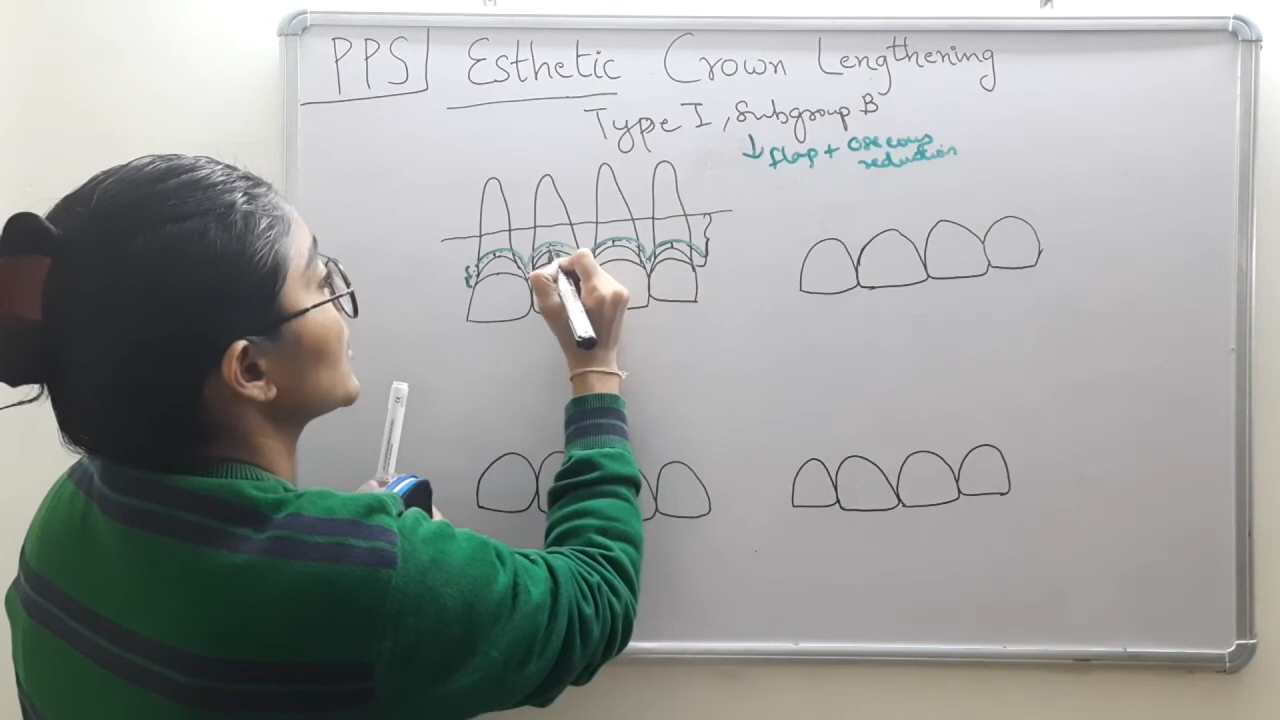 PPS Esthetic Crown Lengthening
Type I, Subgroup B
↓ flap + osseous
reduction